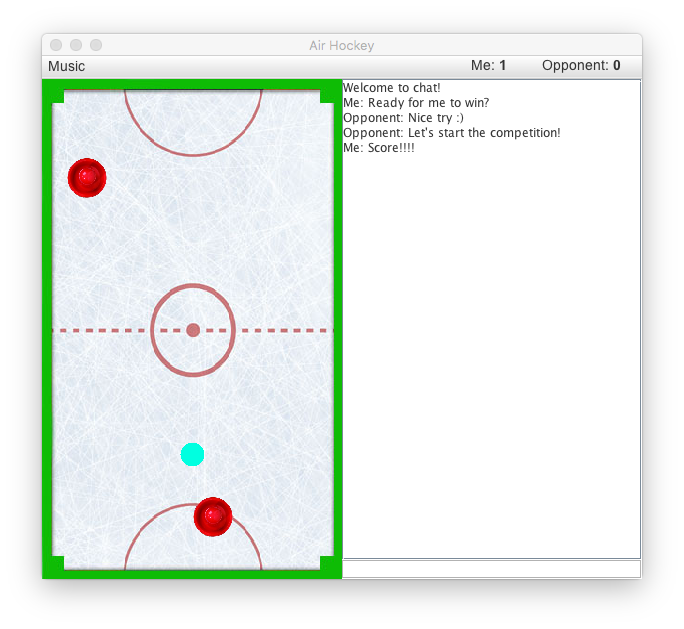 Air Hockey
Music Me: 1 Opponent: 0
Welcome to chat!
Me: Ready for me to win?
Opponent: Nice try :)
Opponent: Let's start the competition!
Me: Score!!!!